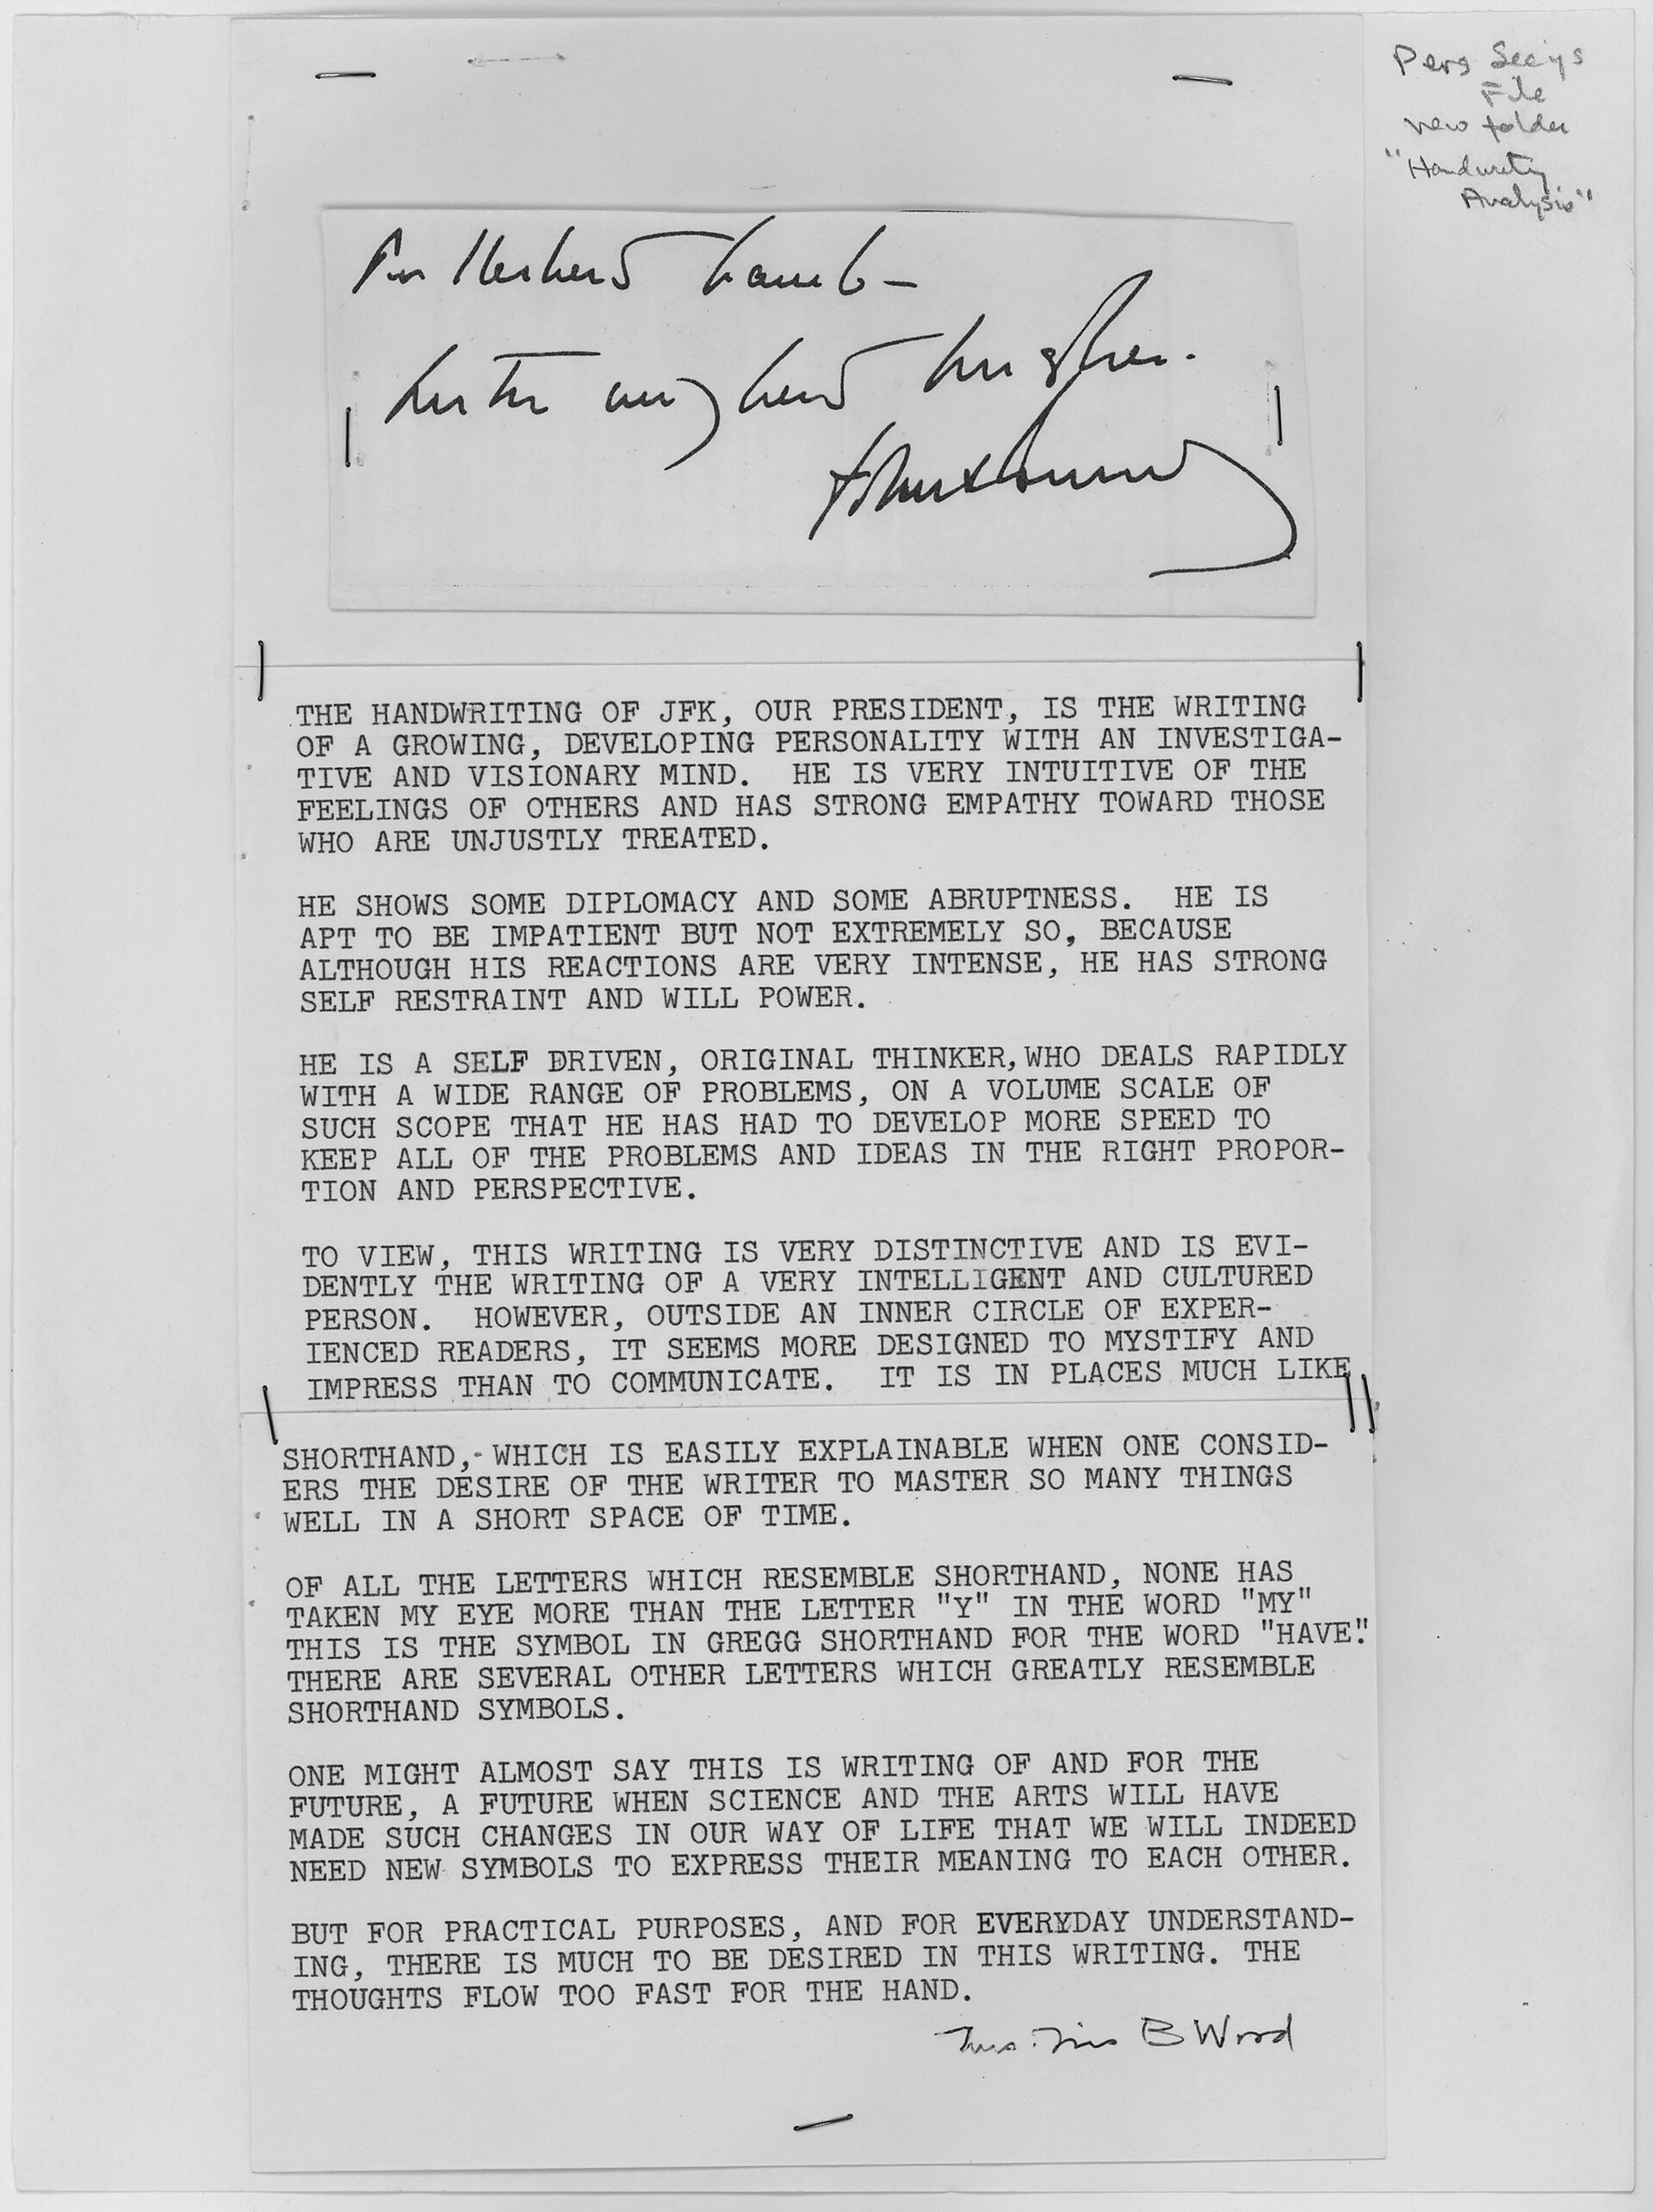 Pers Sec'ys
File
new folder
"Handwriting
Analysis"
For Herbert
with my best wishes.
John Kennedy
THE HANDWRITING OF JFK, OUR PRESIDENT, IS THE WRITING
OF A GROWING, DEVELOPING PERSONALITY WITH AN INVESTIGA-
TIVE AND VISIONARY MIND. HE IS VERY INTUITIVE OF THE
FEELINGS OF OTHERS AND HAS STRONG EMPATHY TOWARD THOSE
WHO ARE UNJUSTLY TREATED.
HE SHOWS SOME DIPLOMACY AND SOME ABRUPTNESS. HE IS
APT TO BE IMPATIENT BUT NOT EXTREMELY SO, BECAUSE
ALTHOUGH HIS REACTIONS ARE VERY INTENSE, HE HAS STRONG
SELF RESTRAINT AND WILL POWER.
HE IS A SELF DRIVEN, ORIGINAL THINKER, WHO DEALS RAPIDLY
WITH A WIDE RANGE OF PROBLEMS, ON A VOLUME SCALE OF
SUCH SCOPE THAT HE HAS HAD TO DEVELOP MORE SPEED TO
KEEP ALL OF THE PROBLEMS AND IDEAS IN THE RIGHT PROPOR-
TION AND PERSPECTIVE.
TO VIEW, THIS WRITING IS VERY DISTINCTIVE AND IS EVI-
DENTLY THE WRITING OF A VERY INTELLIGENT AND CULTURED
PERSON. HOWEVER, OUTSIDE AN INNER CIRCLE OF EXPER-
IENCED READERS, IT SEEMS MORE DESIGNED TO MYSTIFY AND
IMPRESS THAN TO COMMUNICATE. IT IS IN PLACES MUCH LIKE
SHORTHAND,- WHICH IS EASILY EXPLAINABLE WHEN ONE CONSID-
ERS THE DESIRE OF THE WRITER TO MASTER SO MANY THINGS
WELL IN A SHORT SPACE OF TIME.
OF ALL THE LETTERS WHICH RESEMBLE SHORTHAND, NONE HAS
TAKEN MY EYE MORE THAN THE LETTER "Y" IN THE WORD "MY"
THIS IS THE SYMBOL IN GREGG SHORTHAND FOR THE WORD "HAVE".
THERE ARE SEVERAL OTHER LETTERS WHICH GREATLY RESEMBLE
SHORTHAND SYMBOLS.
ONE MIGHT ALMOST SAY THIS IS WRITING OF AND FOR THE
FUTURE, A FUTURE WHEN SCIENCE AND THE ARTS WILL HAVE
MADE SUCH CHANGES IN OUR WAY OF LIFE THAT WE WILL INDEED
NEED NEW SYMBOLS TO EXPRESS THEIR MEANING TO EACH OTHER.
BUT FOR PRACTICAL PURPOSES, AND FOR EVERYDAY UNDERSTAND-
ING, THERE IS MUCH TO BE DESIRED IN THIS WRITING. THE
THOUGHTS FLOW TOO FAST FOR THE HAND.
B Wood